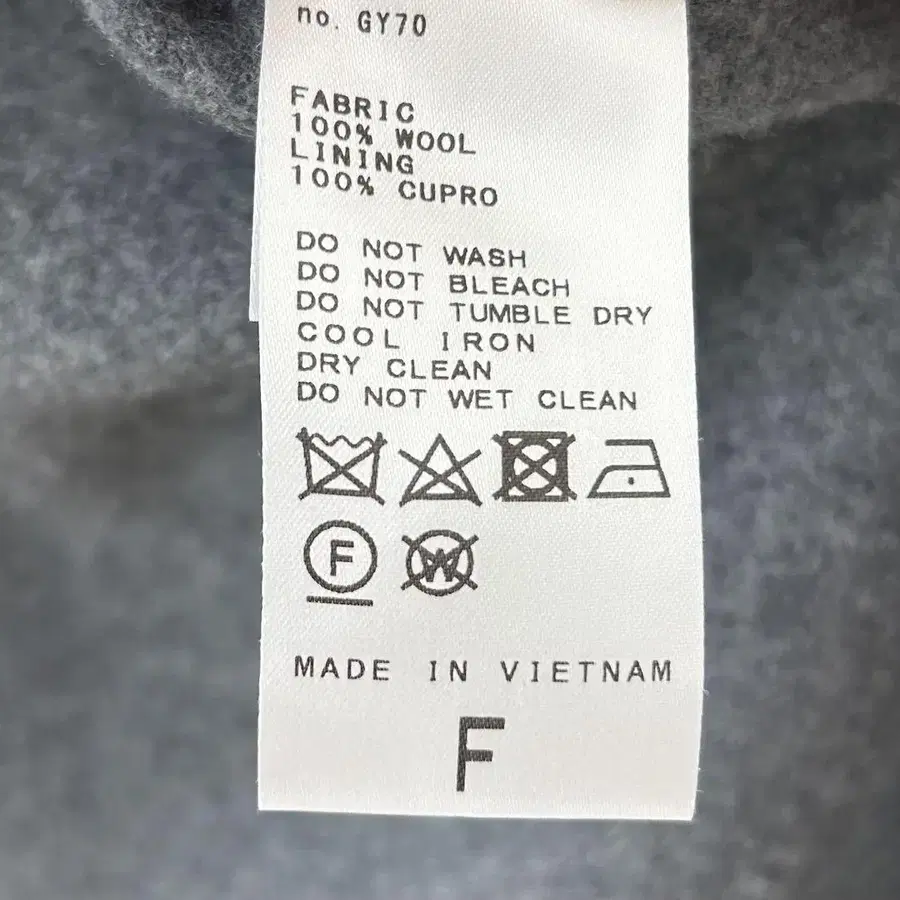 no. GY70
FABRIC
100% WOOL
LINING
100% CUPRO
DO NOT WASH
DO NOT BLEACH
DO NOT TUMBLE DRY
COOL IRON
DRY CLEAN
DO NOT WET CLEAN
F W
MADE IN VIETNAM
F